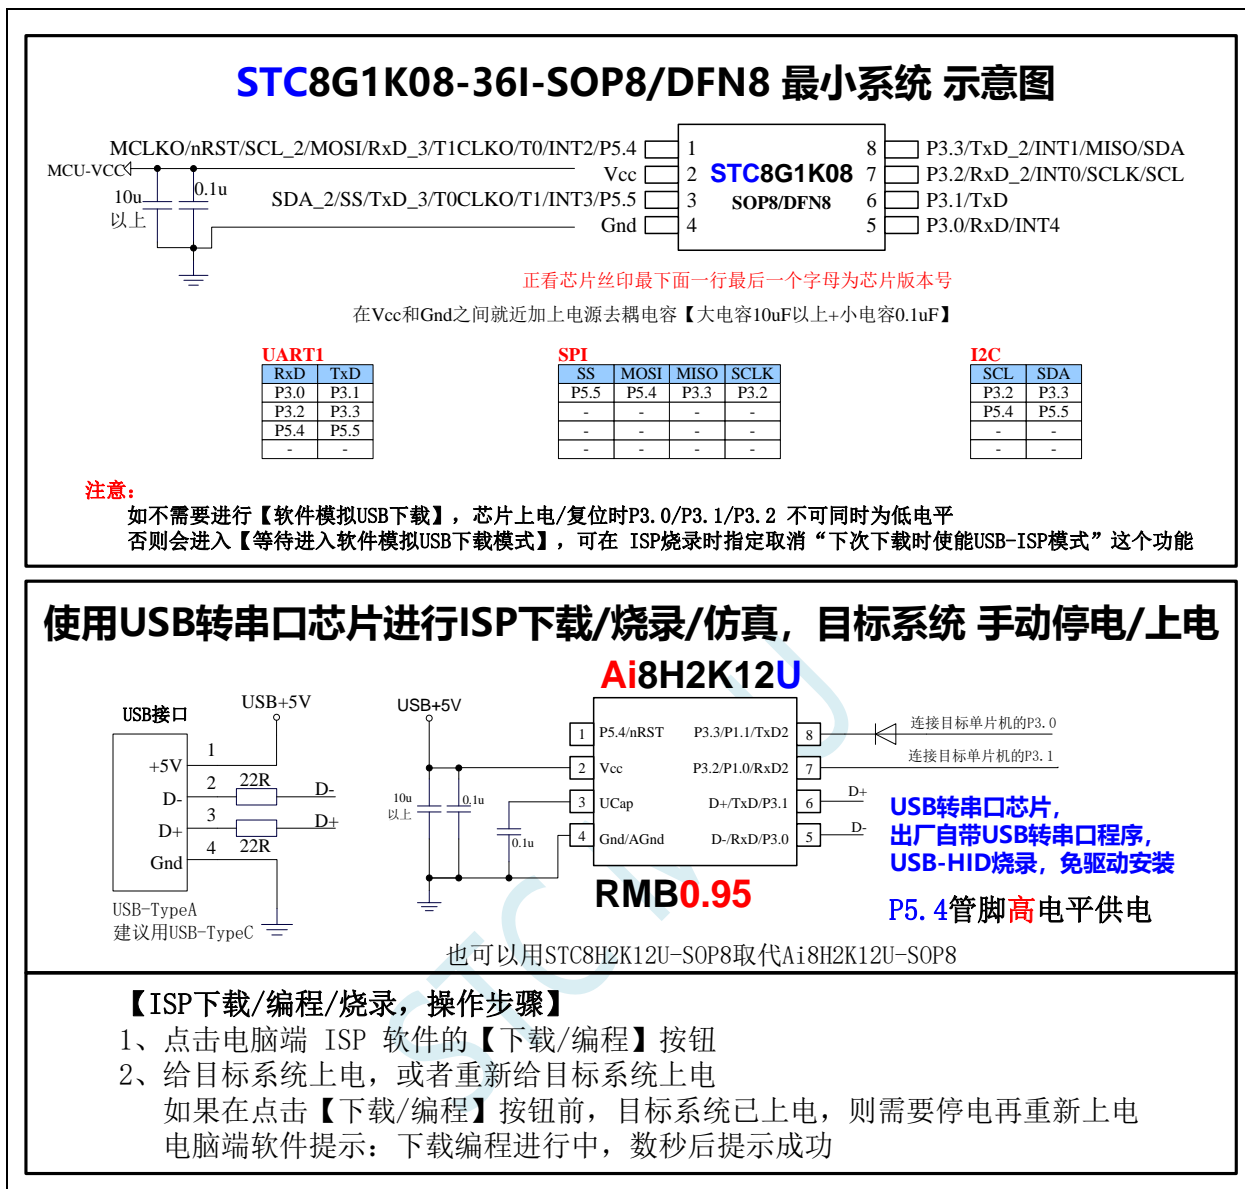 STC8G1K08-36I-SOP8/DFN8 最小系统 示意图
MCLKO/nRST/SCL_2/MOSI/RxD_3/T1CLKO/T0/INT2/P5.4
1
8
P3.3/TxD_2/INT1/MISO/SDA
MCU-VCC
Vcc
2
STC8G1K08
7
P3.2/RxD_2/INT0/SCLK/SCL
10u
以上
0.1u
SDA_2/SS/TxD_3/T0CLKO/T1/INT3/P5.5
3
SOP8/DFN8
6
P3.1/TxD
Gnd
4
5
P3.0/RxD/INT4
正看芯片丝印最下面一行最后一个字母为芯片版本号
在Vcc和Gnd之间就近加上电源去耦电容【大电容10uF以上+小电容0.1uF】
UART1
RxD TxD
P3.0 P3.1
P3.2 P3.3
P5.4 P5.5
- -
SPI
SS MOSI MISO SCLK
P5.5 P5.4 P3.3 P3.2
- - - -
- - - -
- - - -
I2C
SCL SDA
P3.2 P3.3
P5.4 P5.5
- -
- -
注意：
如不需要进行【软件模拟USB下载】，芯片上电/复位时P3.0/P3.1/P3.2 不可同时为低电平
否则会进入【等待进入软件模拟USB下载模式】，可在 ISP烧录时指定取消“下次下载时使能USB-ISP模式”这个功能
使用USB转串口芯片进行ISP下载/烧录/仿真，目标系统 手动停电/上电
Ai8H2K12U
USB接口
USB+5V
+5V
1
D-
2
22R
D-
D+
3
22R
D+
Gnd
4
USB-TypeA
建议用USB-TypeC
USB+5V
10u
以上
0.1u
0.1u
1
P5.4/nRST
P3.3/P1.1/TxD2
8
连接目标单片机的P3.0
2
Vcc
P3.2/P1.0/RxD2
7
连接目标单片机的P3.1
3
UCap
D+/TxD/P3.1
6
D+
4
Gnd/AGnd
D-/RxD/P3.0
5
D-
RMB0.95
USB转串口芯片，
出厂自带USB转串口程序，
USB-HID烧录，免驱动安装
P5.4管脚高电平供电
也可以用STC8H2K12U-SOP8取代Ai8H2K12U-SOP8
STC MCU
【ISP下载/编程/烧录，操作步骤】
1、点击电脑端 ISP 软件的【下载/编程】按钮
2、给目标系统上电，或者重新给目标系统上电
如果在点击【下载/编程】按钮前，目标系统已上电，则需要停电再重新上电
电脑端软件提示：下载编程进行中，数秒后提示成功